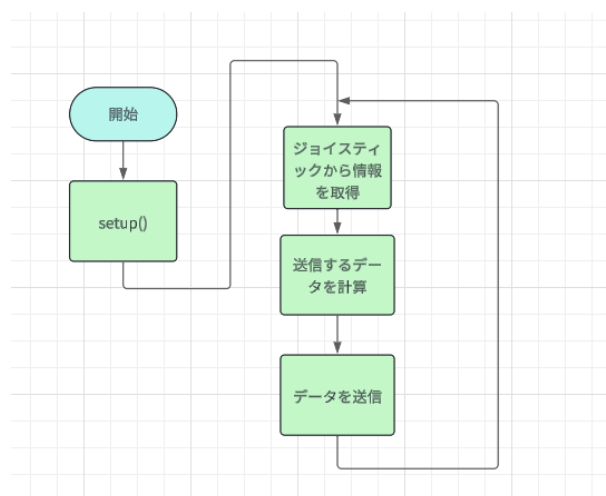 開始
setup()
ジョイスティ
ックから情報
を取得
送信するデー
タを計算
データを送信